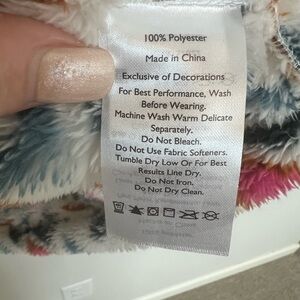 100% Polyester
Made in China
Exclusive of Decorations
For Best Performance, Wash
Before Wearing.
Machine Wash Warm Delicate
Separately.
Do Not Bleach.
Do Not Use Fabric Softeners.
Tumble Dry Low Or For Best
Results Line Dry.
Do Not Iron.
Do Not Dry Clean.